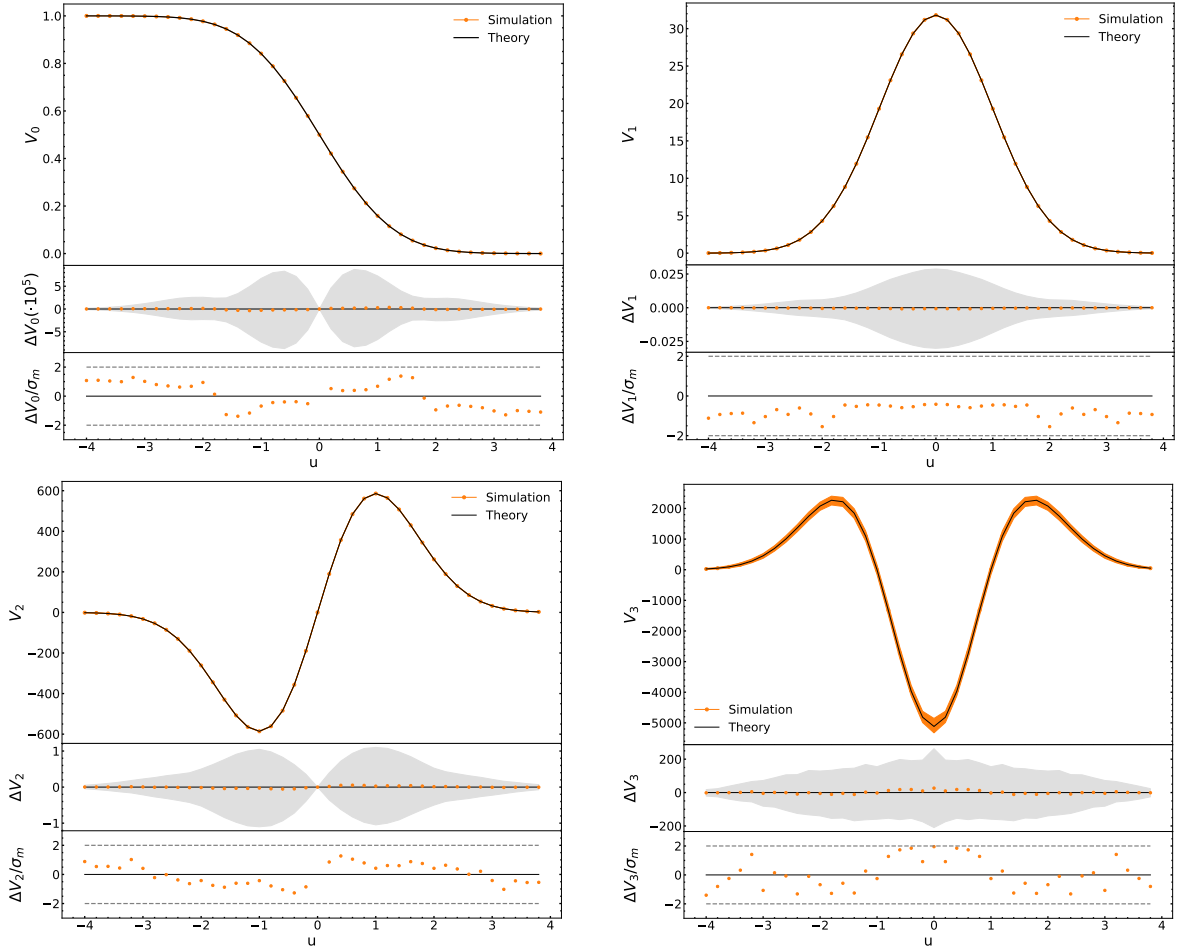 1.0
0.8
0.6
0.4
0.2
0.0
V₀
Simulation
Theory
5
0
−5
ΔV₀(·10⁵)
2
0
−2
ΔV₀/σₘ
−4 −3 −2 −1 0 1 2 3 4
u
30
25
20
15
10
5
0
V₁
Simulation
Theory
0.025
0.000
−0.025
ΔV₁
2
0
−2
ΔV₁/σₘ
−4 −3 −2 −1 0 1 2 3 4
u
600
400
200
0
−200
−400
−600
V₂
Simulation
Theory
1
0
−1
ΔV₂
2
0
−2
ΔV₂/σₘ
−4 −3 −2 −1 0 1 2 3 4
u
2000
1000
0
−1000
−2000
−3000
−4000
−5000
V₃
Simulation
Theory
200
0
−200
ΔV₃
2
0
−2
ΔV₃/σₘ
−4 −3 −2 −1 0 1 2 3 4
u